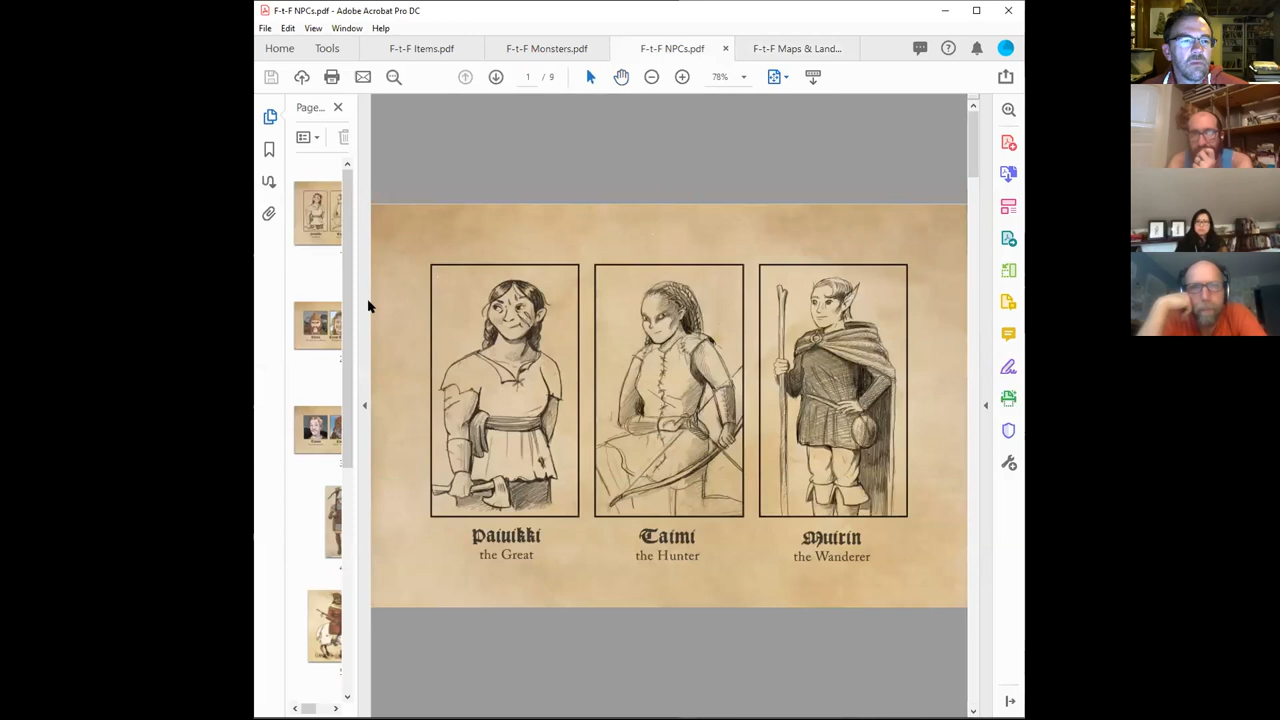 F-t-F NPCs.pdf - Adobe Acrobat Pro DC
File Edit View Window Help
Home Tools F-t-F Items.pdf F-t-F Monsters.pdf F-t-F NPCs.pdf F-t-F Maps & Land...
1 / 9 78%
Page...
Paiuikki Taimi Muirin
the Great the Hunter the Wanderer